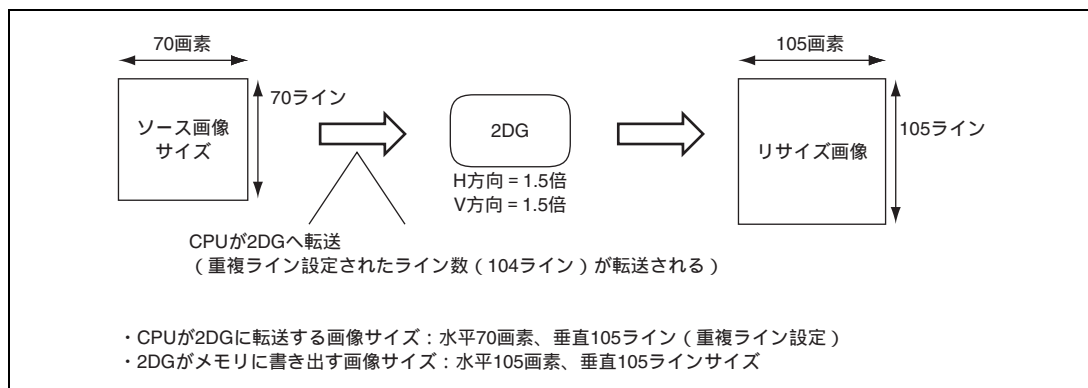 70画素
70ライン
ソース画像
サイズ
2DG
H方向 = 1.5倍
V方向 = 1.5倍
CPUが2DGへ転送
（重複ライン設定されたライン数（104ライン）が転送される）
105画素
105ライン
リサイズ画像
・CPUが2DGに転送する画像サイズ：水平70画素、垂直105ライン（重複ライン設定）
・2DGがメモリに書き出す画像サイズ：水平105画素、垂直105ラインサイズ